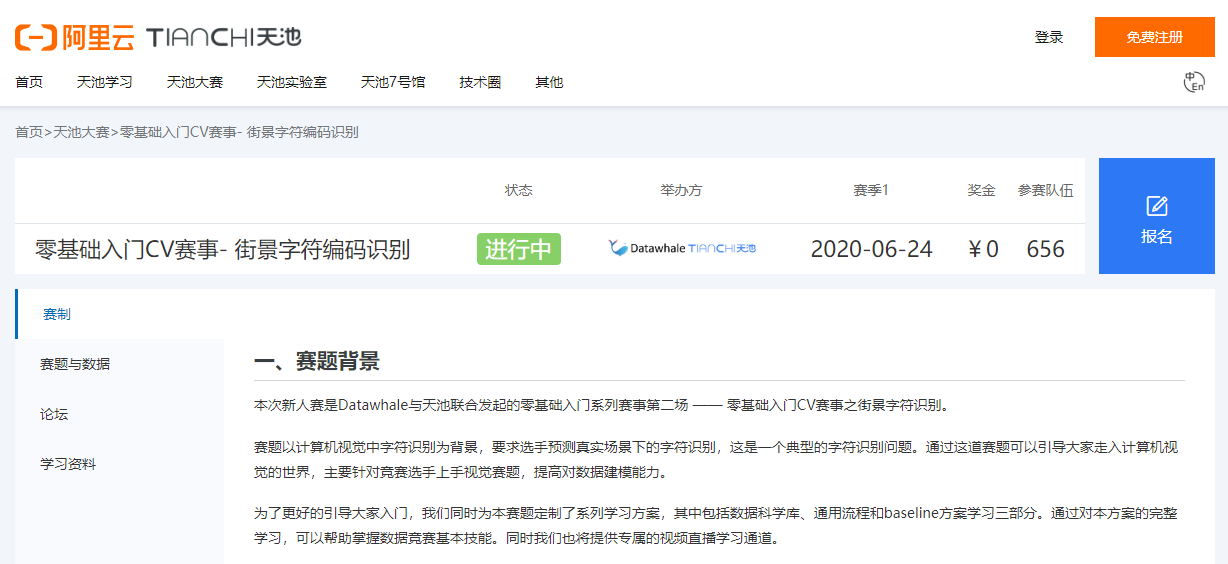 阿里云 TIANCHI天池
登录
免费注册
首页 天池学习 天池大赛 天池实验室 天池7号馆 技术圈 其他
中 En
首页>天池大赛>零基础入门CV赛事- 街景字符编码识别
状态 举办方 赛季1 奖金 参赛队伍
零基础入门CV赛事- 街景字符编码识别 进行中 Datawhale TIANCHI天池 2020-06-24 ¥0 656
报名
赛制
赛题与数据
论坛
学习资料
一、赛题背景
本次新人赛是Datawhale与天池联合发起的零基础入门系列赛事第二场 —— 零基础入门CV赛事之街景字符识别。
赛题以计算机视觉中字符识别为背景，要求选手预测真实场景下的字符识别，这是一个典型的字符识别问题。通过这道赛题可以引导大家走入计算机视
觉的世界，主要针对竞赛选手上手视觉赛题，提高对数据建模能力。
为了更好的引导大家入门，我们同时为本赛题定制了系列学习方案，其中包括数据科学库、通用流程和baseline方案学习三部分。通过对本方案的完整
学习，可以帮助掌握数据竞赛基本技能。同时我们也将提供专属的视频直播学习通道。